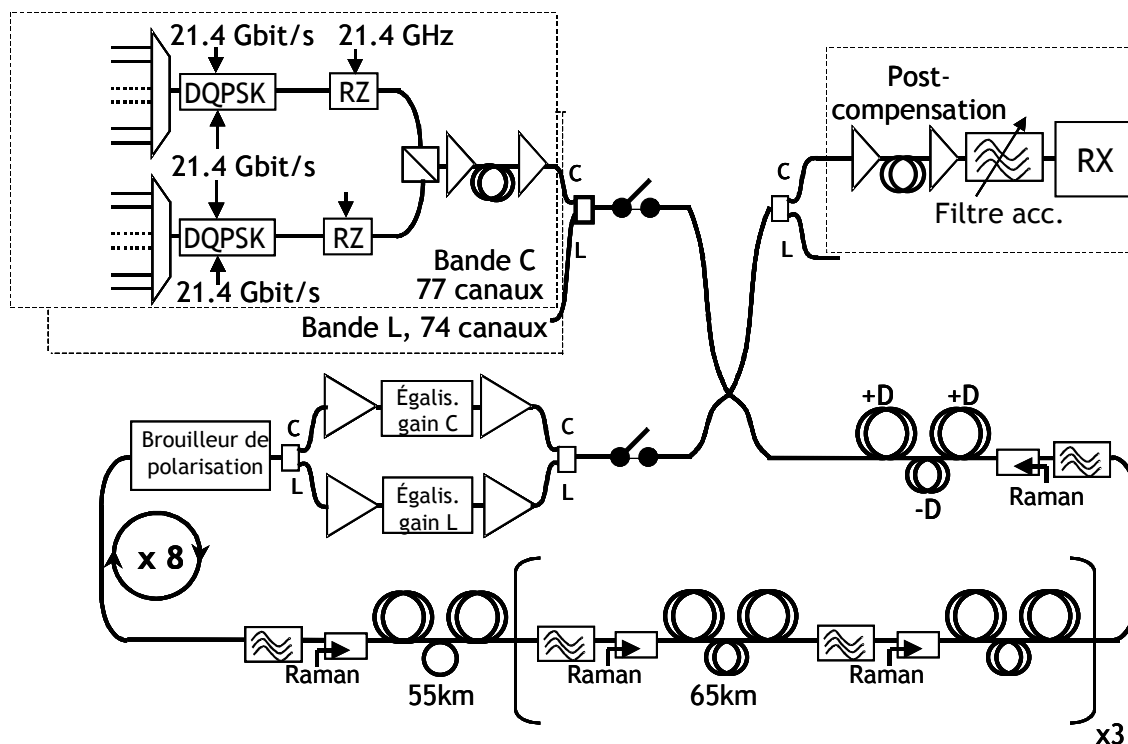 21.4 Gbit/s
21.4 GHz
DQPSK
RZ
21.4 Gbit/s
DQPSK
RZ
21.4 Gbit/s
Bande C
77 canaux
Bande L, 74 canaux
C
L
Post-
compensation
RX
Filtre acc.
C
L
Brouilleur de
polarisation
C
L
Égalis.
gain C
Égalis.
gain L
C
L
+D
+D
-D
Raman
x 8
Raman
55km
Raman
65km
Raman
x3